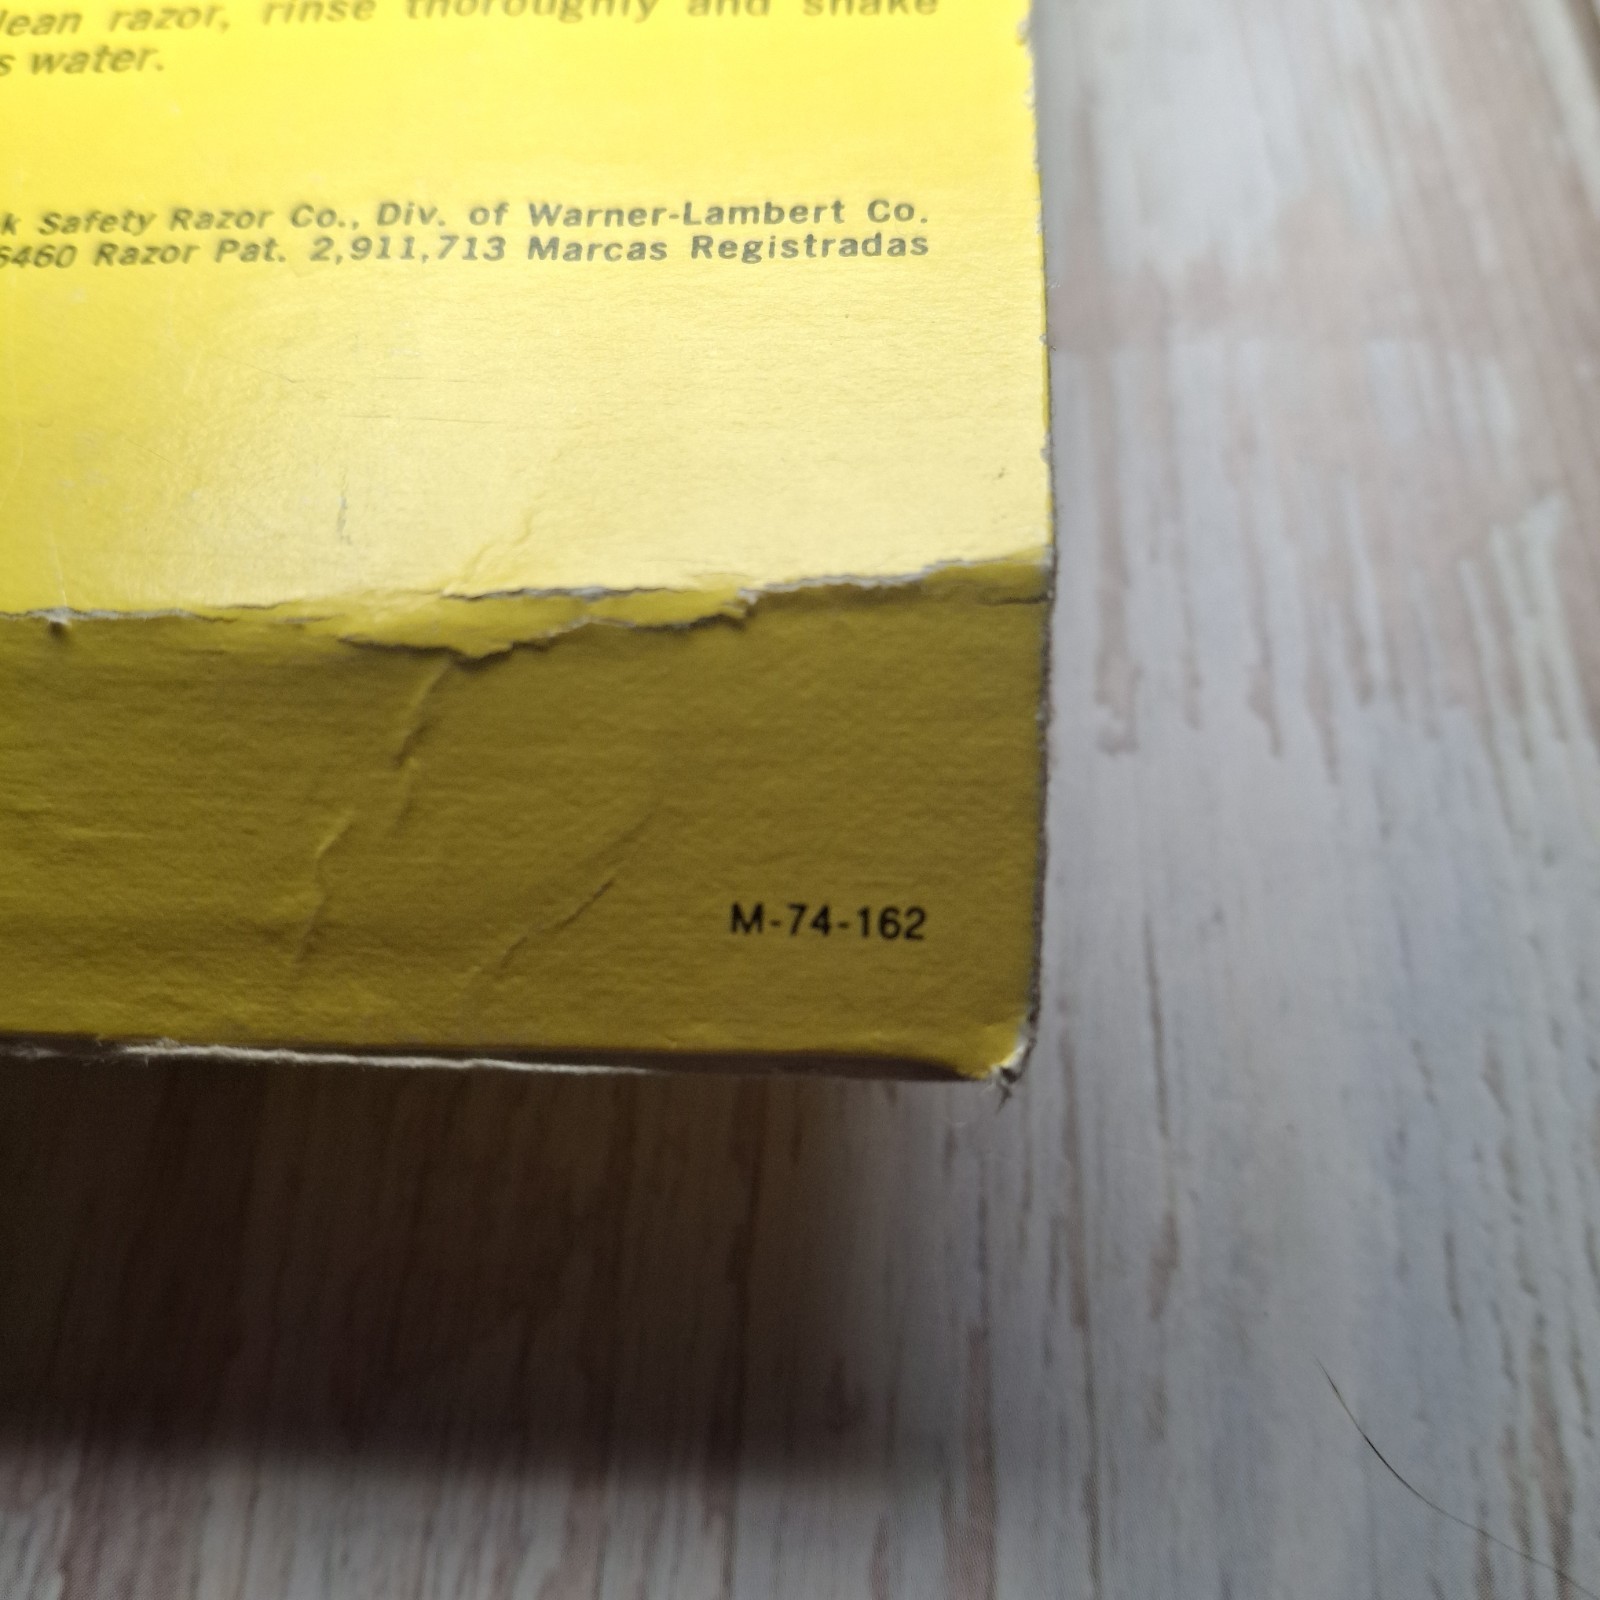 lean razor, rinse thoroughly and shake
s water.
k Safety Razor Co., Div. of Warner-Lambert Co.
6460 Razor Pat. 2,911,713 Marcas Registradas
M-74-162